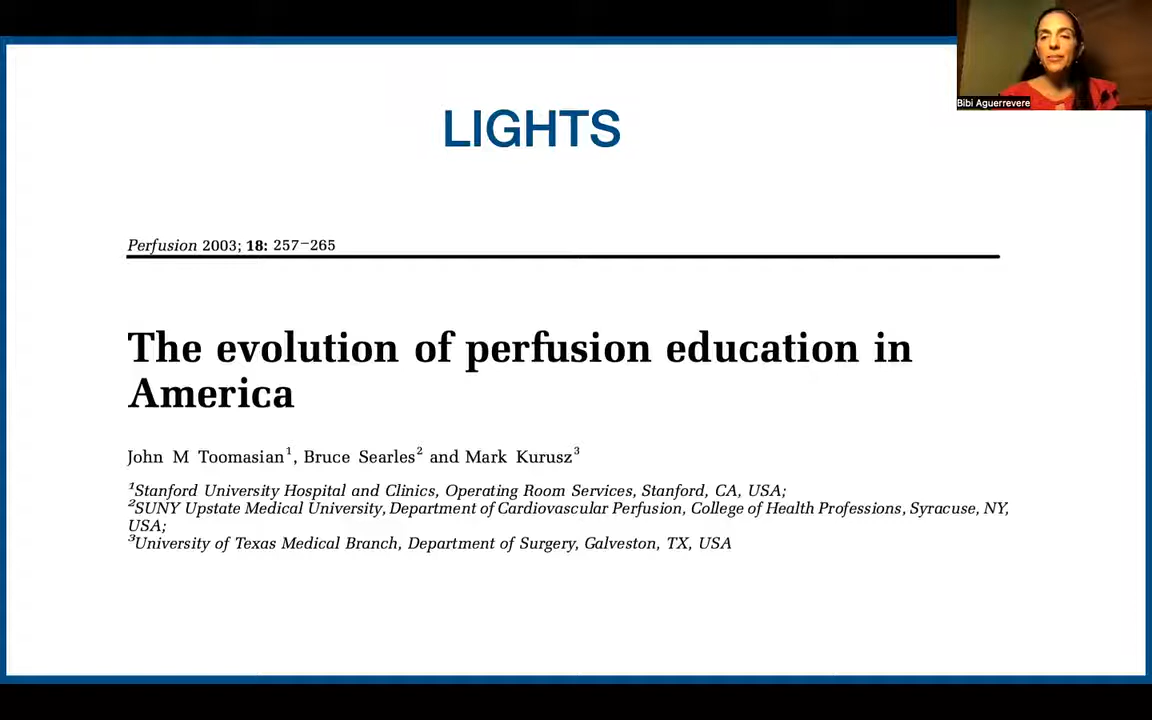 Bibi Aguerrevere
LIGHTS
Perfusion 2003; 18: 257–265
The evolution of perfusion education in
America
John M Toomasian¹, Bruce Searles² and Mark Kurusz³
¹Stanford University Hospital and Clinics, Operating Room Services, Stanford, CA, USA;
²SUNY Upstate Medical University, Department of Cardiovascular Perfusion, College of Health Professions, Syracuse, NY,
USA;
³University of Texas Medical Branch, Department of Surgery, Galveston, TX, USA